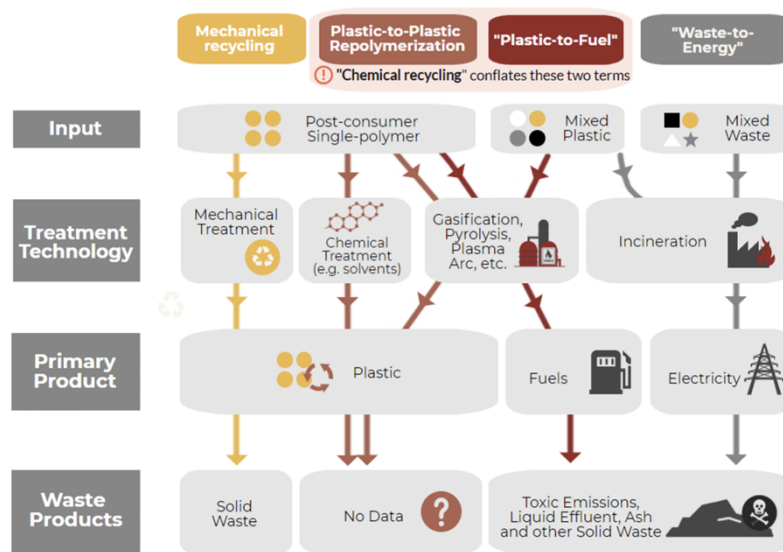 Mechanical
recycling
Plastic-to-Plastic
Repolymerization
"Plastic-to-Fuel"
"Waste-to-
Energy"
! "Chemical recycling" conflates these two terms
Input
Post-consumer
Single-polymer
Mixed
Plastic
Mixed
Waste
Treatment
Technology
Mechanical
Treatment
Chemical
Treatment
(e.g. solvents)
Gasification,
Pyrolysis,
Plasma
Arc, etc.
Incineration
Primary
Product
Plastic
Fuels
Electricity
Waste
Products
Solid
Waste
No Data
?
Toxic Emissions,
Liquid Effluent, Ash
and other Solid Waste